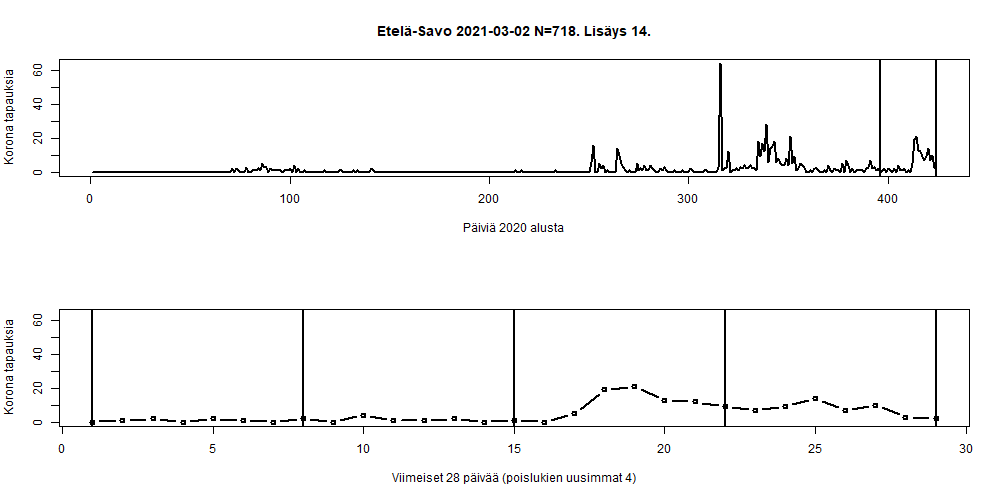 Etelä-Savo 2021-03-02 N=718. Lisäys 14.
Korona tapauksia
0 20 40 60
0 100 200 300 400
Päiviä 2020 alusta
Korona tapauksia
0 20 40 60
0 5 10 15 20 25 30
Viimeiset 28 päivää (poislukien uusimmat 4)